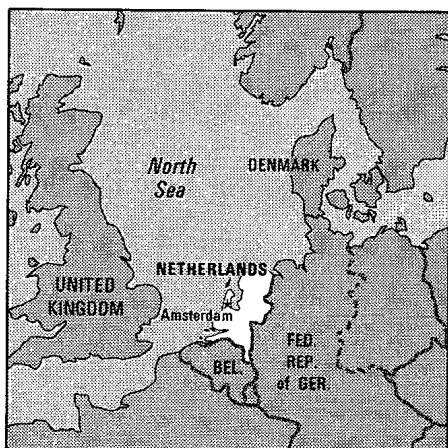 North
Sea
DENMARK
NETHERLANDS
UNITED
KINGDOM
Amsterdam
BEL.
FED.
REP.
of GER.